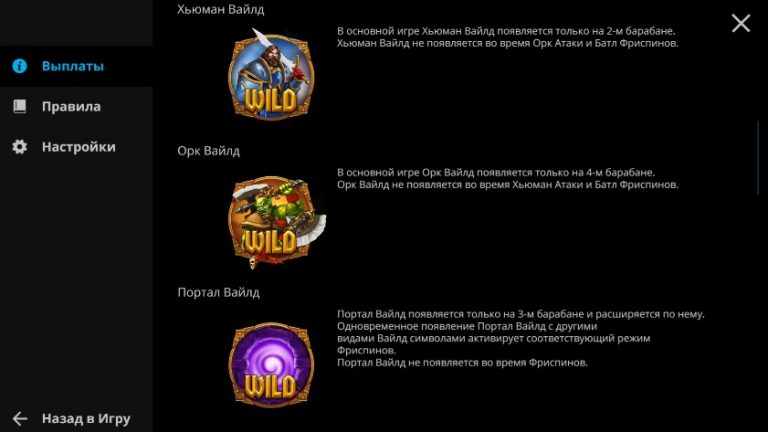 Хьюман Вайлд
В основной игре Хьюман Вайлд появляется только на 2-м барабане.
Хьюман Вайлд не появляется во время Орк Атаки и Батл Фриспинов.
WILD
Выплаты
Правила
Настройки
Орк Вайлд
В основной игре Орк Вайлд появляется только на 4-м барабане.
Орк Вайлд не появляется во время Хьюман Атаки и Батл Фриспинов.
WILD
Портал Вайлд
Портал Вайлд появляется только на 3-м барабане и расширяется по нему.
Одновременное появление Портал Вайлд с другими
видами Вайлд символами активирует соответствующий режим
Фриспинов.
Портал Вайлд не появляется во время Фриспинов.
WILD
Назад в Игру